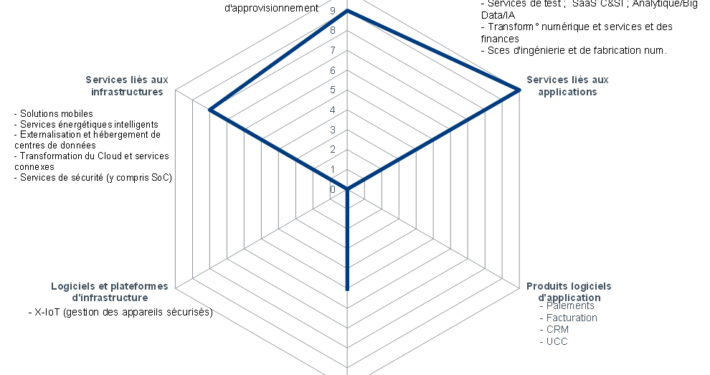 d'approvisionnement
- Services de test ; SaaS C&SI ; Analytique/Big
Data/IA
- Transform° numérique et services et des
finances
- Sces d'ingénierie et de fabrication num.
9
8
7
6
5
4
3
2
1
0
Services liés aux
infrastructures
- Solutions mobiles
- Services énergétiques intelligents
- Externalisation et hébergement de
centres de données
- Transformation du Cloud et services
connexes
- Services de sécurité (y compris SoC)
Services liés aux
applications
Logiciels et plateformes
d'infrastructure
- X-IoT (gestion des appareils sécurisés)
Produits logiciels
d'application
- Paiements
- Facturation
- CRM
- UCC